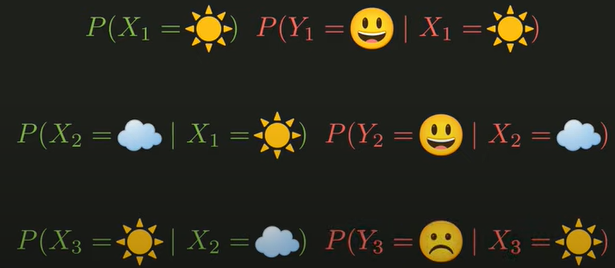 P(X₁ = ☀️) P(Y₁ = 😃 | X₁ = ☀️)
P(X₂ = ☁️ | X₁ = ☀️) P(Y₂ = 😃 | X₂ = ☁️)
P(X₃ = ☀️ | X₂ = ☁️) P(Y₃ = ☹️ | X₃ = ☀️)